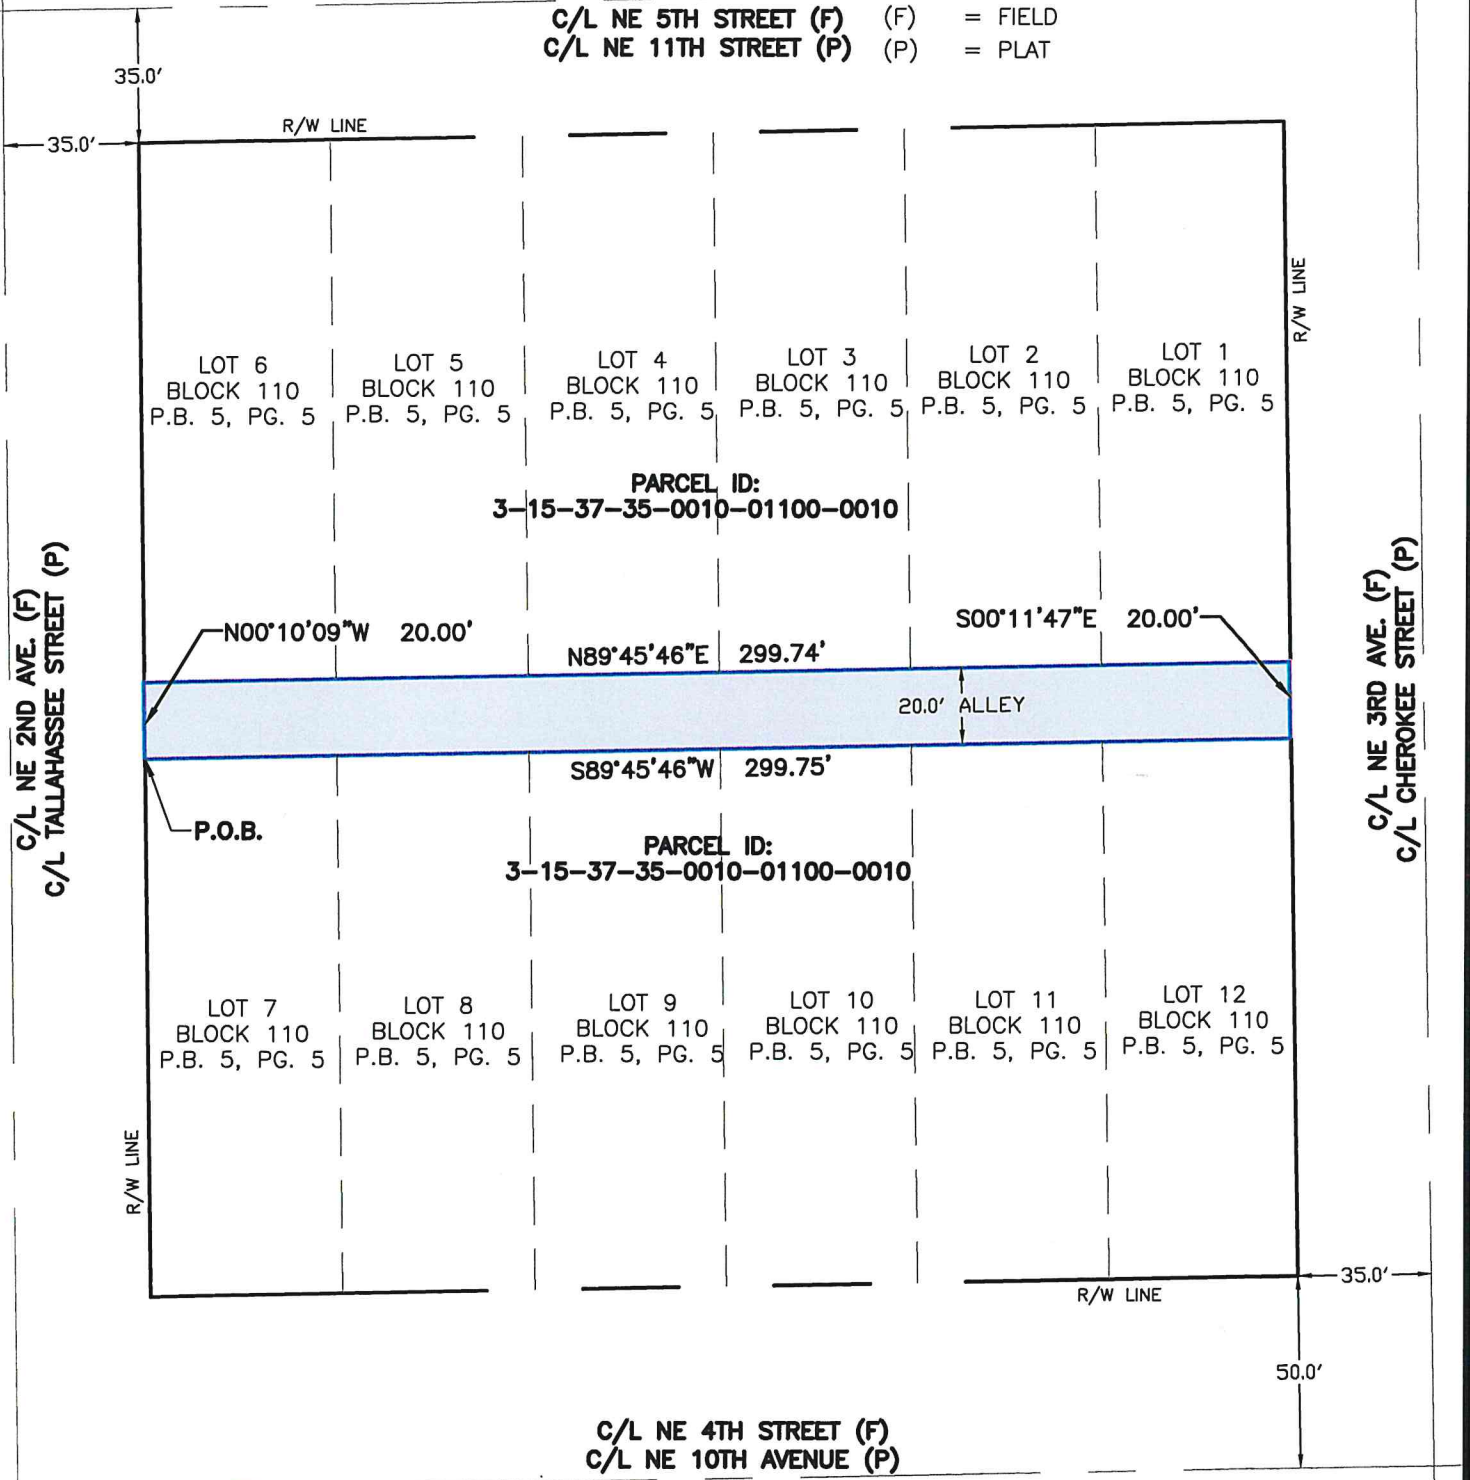 C/L NE 5TH STREET (F) (F) = FIELD
C/L NE 11TH STREET (P) (P) = PLAT
35.0'
35.0'
R/W LINE
R/W LINE
LOT 6
BLOCK 110
P.B. 5, PG. 5
LOT 5
BLOCK 110
P.B. 5, PG. 5
LOT 4
BLOCK 110
P.B. 5, PG. 5
LOT 3
BLOCK 110
P.B. 5, PG. 5
LOT 2
BLOCK 110
P.B. 5, PG. 5
LOT 1
BLOCK 110
P.B. 5, PG. 5
PARCEL ID:
3-15-37-35-0010-01100-0010
C/L NE 2ND AVE. (F)
C/L TALLAHASSEE STREET (P)
N00°10'09"W 20.00'
N89°45'46"E 299.74'
S00°11'47"E 20.00'
20.0' ALLEY
S89°45'46"W 299.75'
C/L NE 3RD AVE. (F)
C/L CHEROKEE STREET (P)
P.O.B.
PARCEL ID:
3-15-37-35-0010-01100-0010
LOT 7
BLOCK 110
P.B. 5, PG. 5
LOT 8
BLOCK 110
P.B. 5, PG. 5
LOT 9
BLOCK 110
P.B. 5, PG. 5
LOT 10
BLOCK 110
P.B. 5, PG. 5
LOT 11
BLOCK 110
P.B. 5, PG. 5
LOT 12
BLOCK 110
P.B. 5, PG. 5
R/W LINE
35.0'
R/W LINE
50.0'
C/L NE 4TH STREET (F)
C/L NE 10TH AVENUE (P)